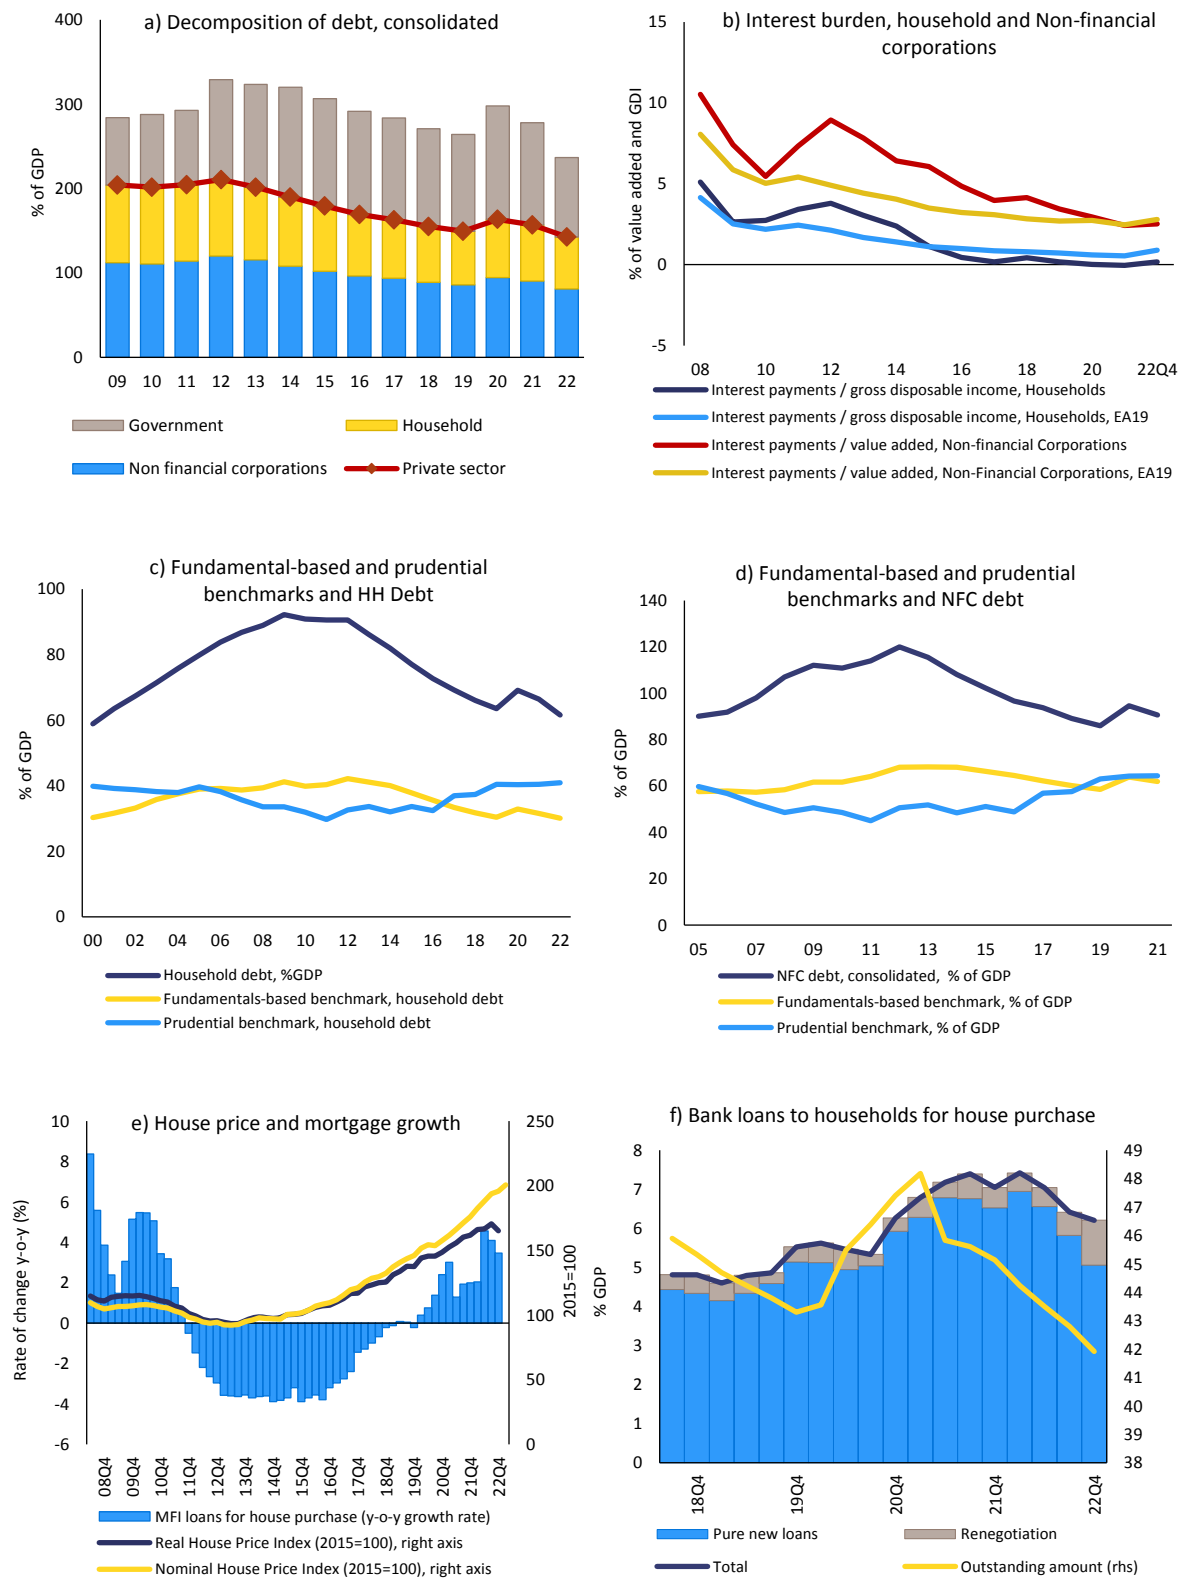 a) Decomposition of debt, consolidated
400
300
200
100
0
% of GDP
09 10 11 12 13 14 15 16 17 18 19 20 21 22
Government
Household
Non financial corporations
Private sector
b) Interest burden, household and Non-financial
corporations
15
10
5
0
-5
% of value added and GDI
08 10 12 14 16 18 20 22Q4
Interest payments / gross disposable income, Households
Interest payments / gross disposable income, Households, EA19
Interest payments / value added, Non-financial Corporations
Interest payments / value added, Non-Financial Corporations, EA19
c) Fundamental-based and prudential
benchmarks and HH Debt
100
80
60
40
20
0
% of GDP
00 02 04 06 08 10 12 14 16 18 20 22
Household debt, %GDP
Fundamentals-based benchmark, household debt
Prudential benchmark, household debt
d) Fundamental-based and prudential
benchmarks and NFC debt
140
120
100
80
60
40
20
0
% of GDP
05 07 09 11 13 15 17 19 21
NFC debt, consolidated, % of GDP
Fundamentals-based benchmark, % of GDP
Prudential benchmark, % of GDP
e) House price and mortgage growth
10
8
6
4
2
0
-2
-4
-6
Rate of change y-o-y (%)
250
200
150
100
50
0
2015=100
08Q4 09Q4 10Q4 11Q4 12Q4 13Q4 14Q4 15Q4 16Q4 17Q4 18Q4 19Q4 20Q4 21Q4 22Q4
MFI loans for house purchase (y-o-y growth rate)
Real House Price Index (2015=100), right axis
Nominal House Price Index (2015=100), right axis
f) Bank loans to households for house purchase
8
7
6
5
4
3
2
1
0
% GDP
49
48
47
46
45
44
43
42
41
40
39
38
18Q4 19Q4 20Q4 21Q4 22Q4
Pure new loans
Renegotiation
Total
Outstanding amount (rhs)